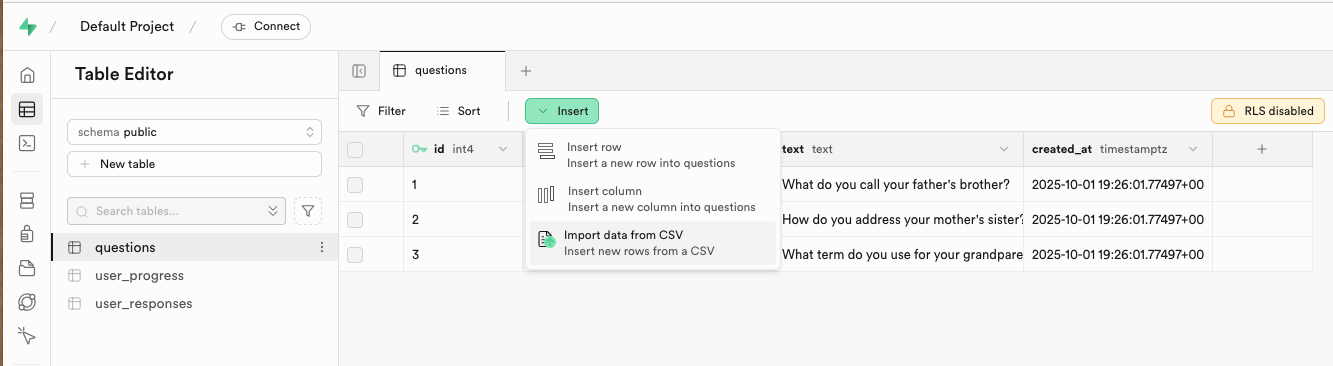 Default Project
Connect
Table Editor
questions
schema public
New table
Search tables...
questions
user_progress
user_responses
Filter
Sort
Insert
RLS disabled
id int4
text text
created_at timestamptz
1
What do you call your father's brother?
2025-10-01 19:26:01.77497+00
2
How do you address your mother's sister?
2025-10-01 19:26:01.77497+00
3
What term do you use for your grandpare
2025-10-01 19:26:01.77497+00
Insert row
Insert a new row into questions
Insert column
Insert a new column into questions
Import data from CSV
Insert new rows from a CSV